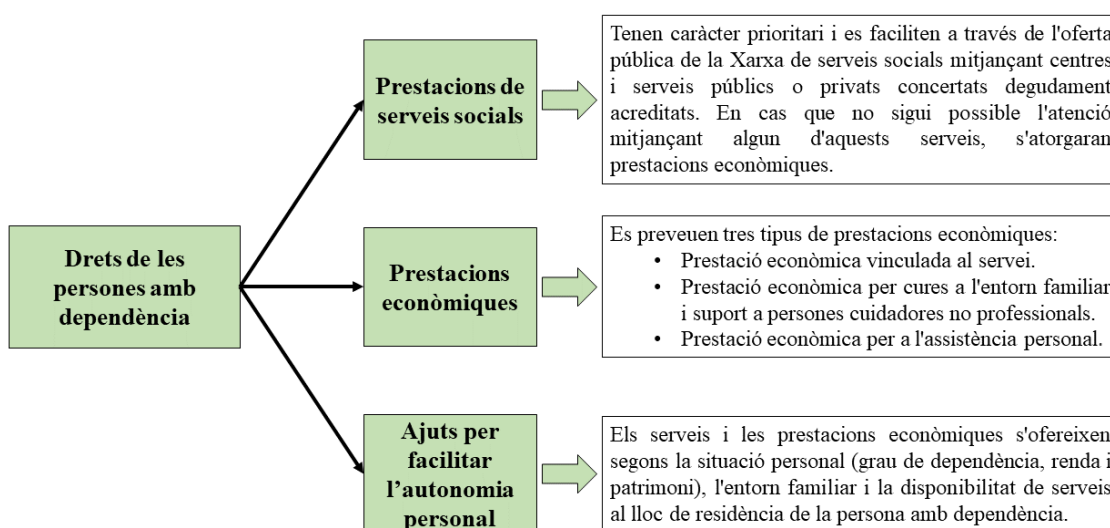 Drets de les
persones amb
dependència
Prestacions de
serveis socials
Tenen caràcter prioritari i es faciliten a través de l'oferta
pública de la Xarxa de serveis socials mitjançant centres
i serveis públics o privats concertats degudament
acreditats. En cas que no sigui possible l'atenció
mitjançant algun d'aquests serveis, s'atorgaran
prestacions econòmiques.
Prestacions
econòmiques
Es preveuen tres tipus de prestacions econòmiques:
• Prestació econòmica vinculada al servei.
• Prestació econòmica per cures a l'entorn familiar
i suport a persones cuidadores no professionals.
• Prestació econòmica per a l'assistència personal.
Ajuts per
facilitar
l’autonomia
personal
Els serveis i les prestacions econòmiques s'ofereixen
segons la situació personal (grau de dependència, renda i
patrimoni), l'entorn familiar i la disponibilitat de serveis
al lloc de residència de la persona amb dependència.